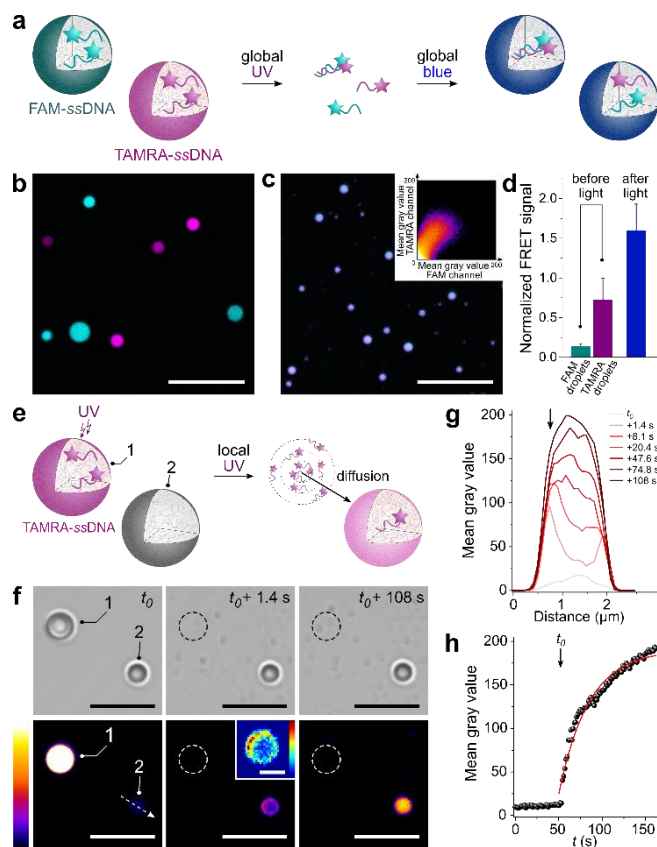 a
FAM-ssDNA
TAMRA-ssDNA
global
UV
global
blue
b
c
200
Mean gray value
TAMRA channel
0
Mean gray value
FAM channel
200
d
before
light
after
light
Normalized FRET signal
2.0
1.5
1.0
0.5
0.0
FAM
droplets
TAMRA
droplets
e
UV
1
2
TAMRA-ssDNA
local
UV
diffusion
f
t0
1
2
t0 + 1.4 s
t0 + 108 s
1
2
g
Mean gray value
200
150
100
50
0
0
1
2
Distance (µm)
t0
+1.4 s
+8.1 s
+20.4 s
+47.6 s
+74.8 s
+108 s
h
t0
Mean gray value
200
150
100
50
0
0
50
100
150
t (s)